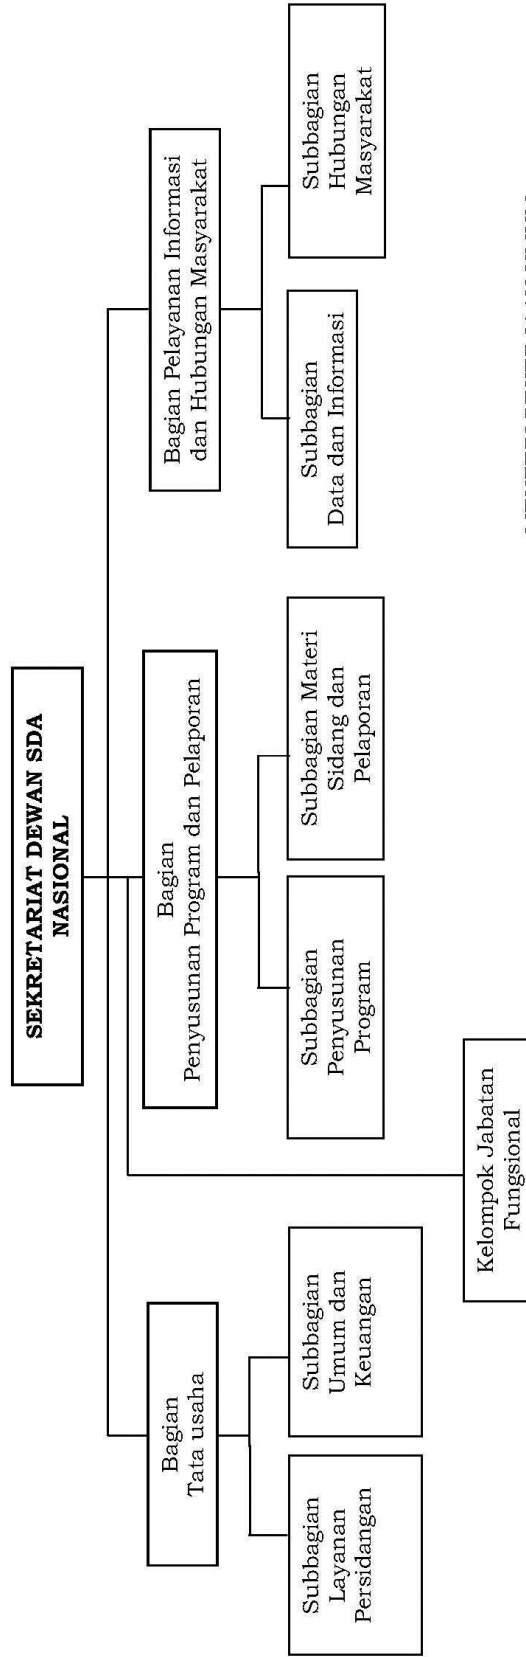 SEKRETARIAT DEWAN SDA
NASIONAL
Bagian
Tata usaha
Bagian
Penyusunan Program dan Pelaporan
Bagian Pelayanan Informasi
dan Hubungan Masyarakat
Subbagian
Layanan
Persidangan
Subbagian
Umum dan
Keuangan
Subbagian
Penyusunan
Program
Subbagian Materi
Sidang dan
Pelaporan
Subbagian
Data dan Informasi
Subbagian
Hubungan
Masyarakat
Kelompok Jabatan
Fungsional